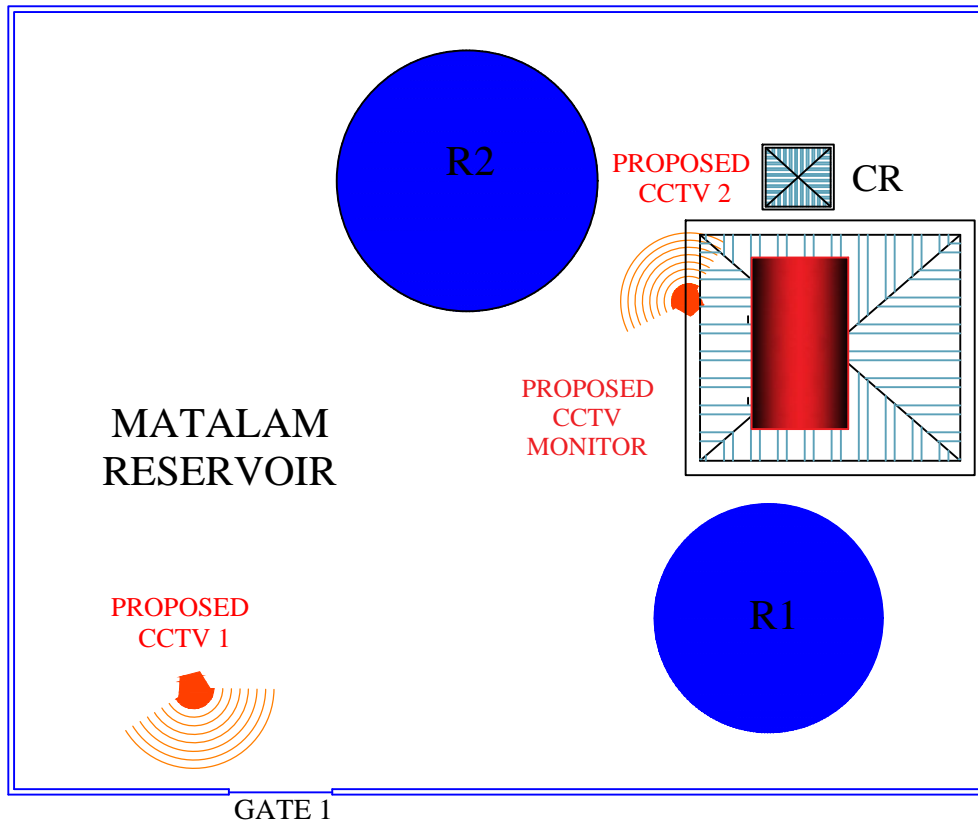 R2
PROPOSED
CCTV 2
CR
PROPOSED
CCTV
MONITOR
MATALAM
RESERVOIR
PROPOSED
CCTV 1
R1
GATE 1